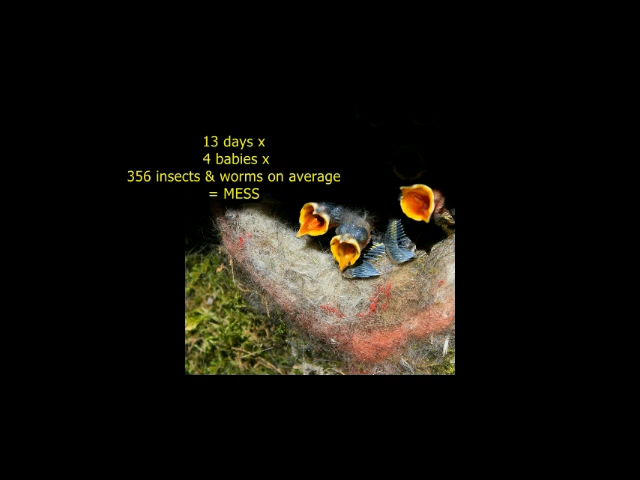 13 days x
4 babies x
356 insects & worms on average
= MESS